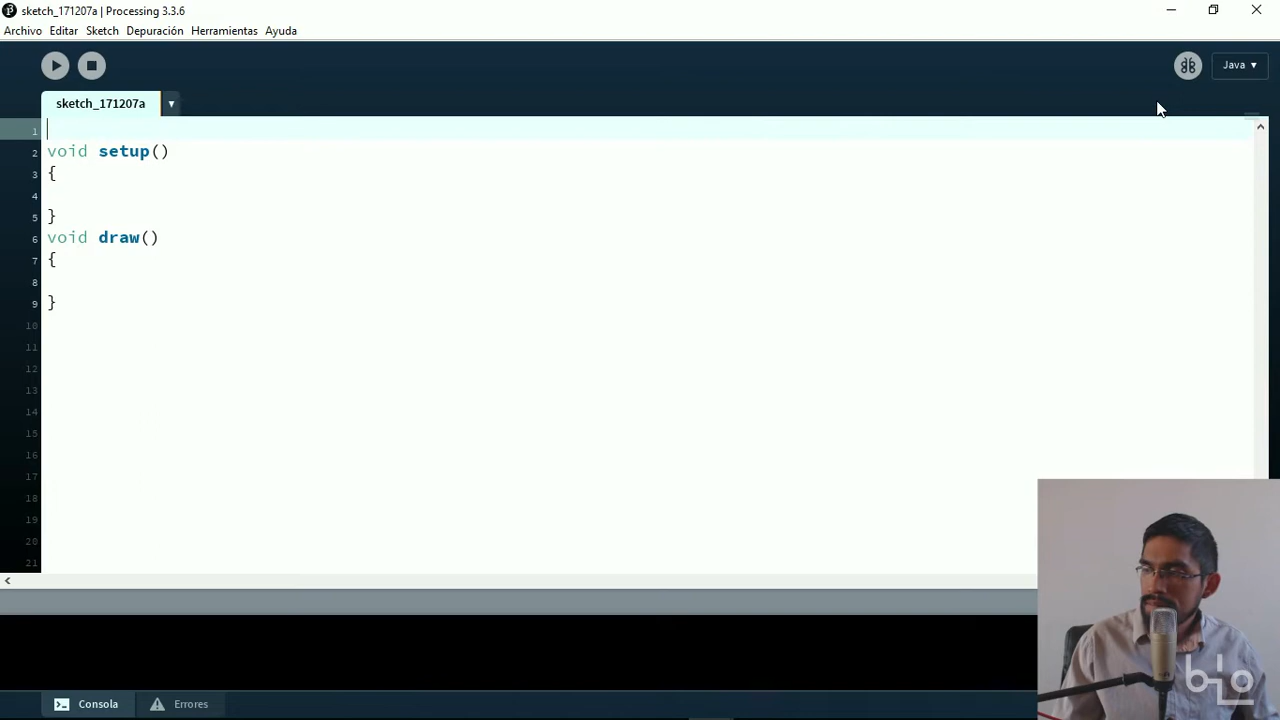 sketch_171207a | Processing 3.3.6
Archivo Editar Sketch Depuración Herramientas Ayuda
Java ▾
sketch_171207a ▾
1
2 void setup()
3 {
4
5 }
6 void draw()
7 {
8
9 }
10
11
12
13
14
15
16
17
18
19
20
21
Consola Errores
blo